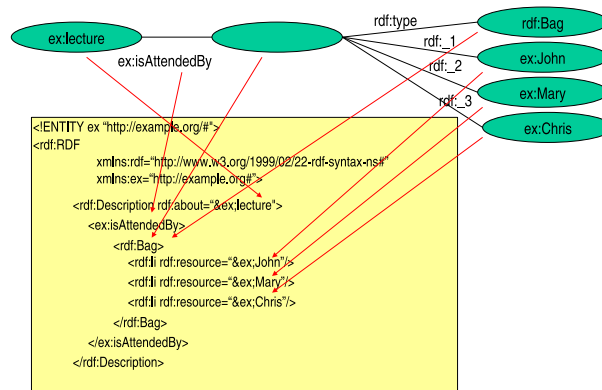 rdf:type
rdf:Bag
ex:lecture
rdf:_1
ex:John
ex:isAttendedBy
rdf:_2
ex:Mary
rdf:_3
ex:Chris
<!ENTITY ex “http://example.org/#”>
<rdf:RDF
xmlns:rdf=“http://www.w3.org/1999/02/22-rdf-syntax-ns#”
xmlns:ex=“http://example.org#”>
<rdf:Description rdf:about=“&ex;lecture”>
<ex:isAttendedBy>
<rdf:Bag>
<rdf:li rdf:resource=“&ex;John”/>
<rdf:li rdf:resource=“&ex;Mary”/>
<rdf:li rdf:resource=“&ex;Chris”/>
</rdf:Bag>
</ex:isAttendedBy>
</rdf:Description>